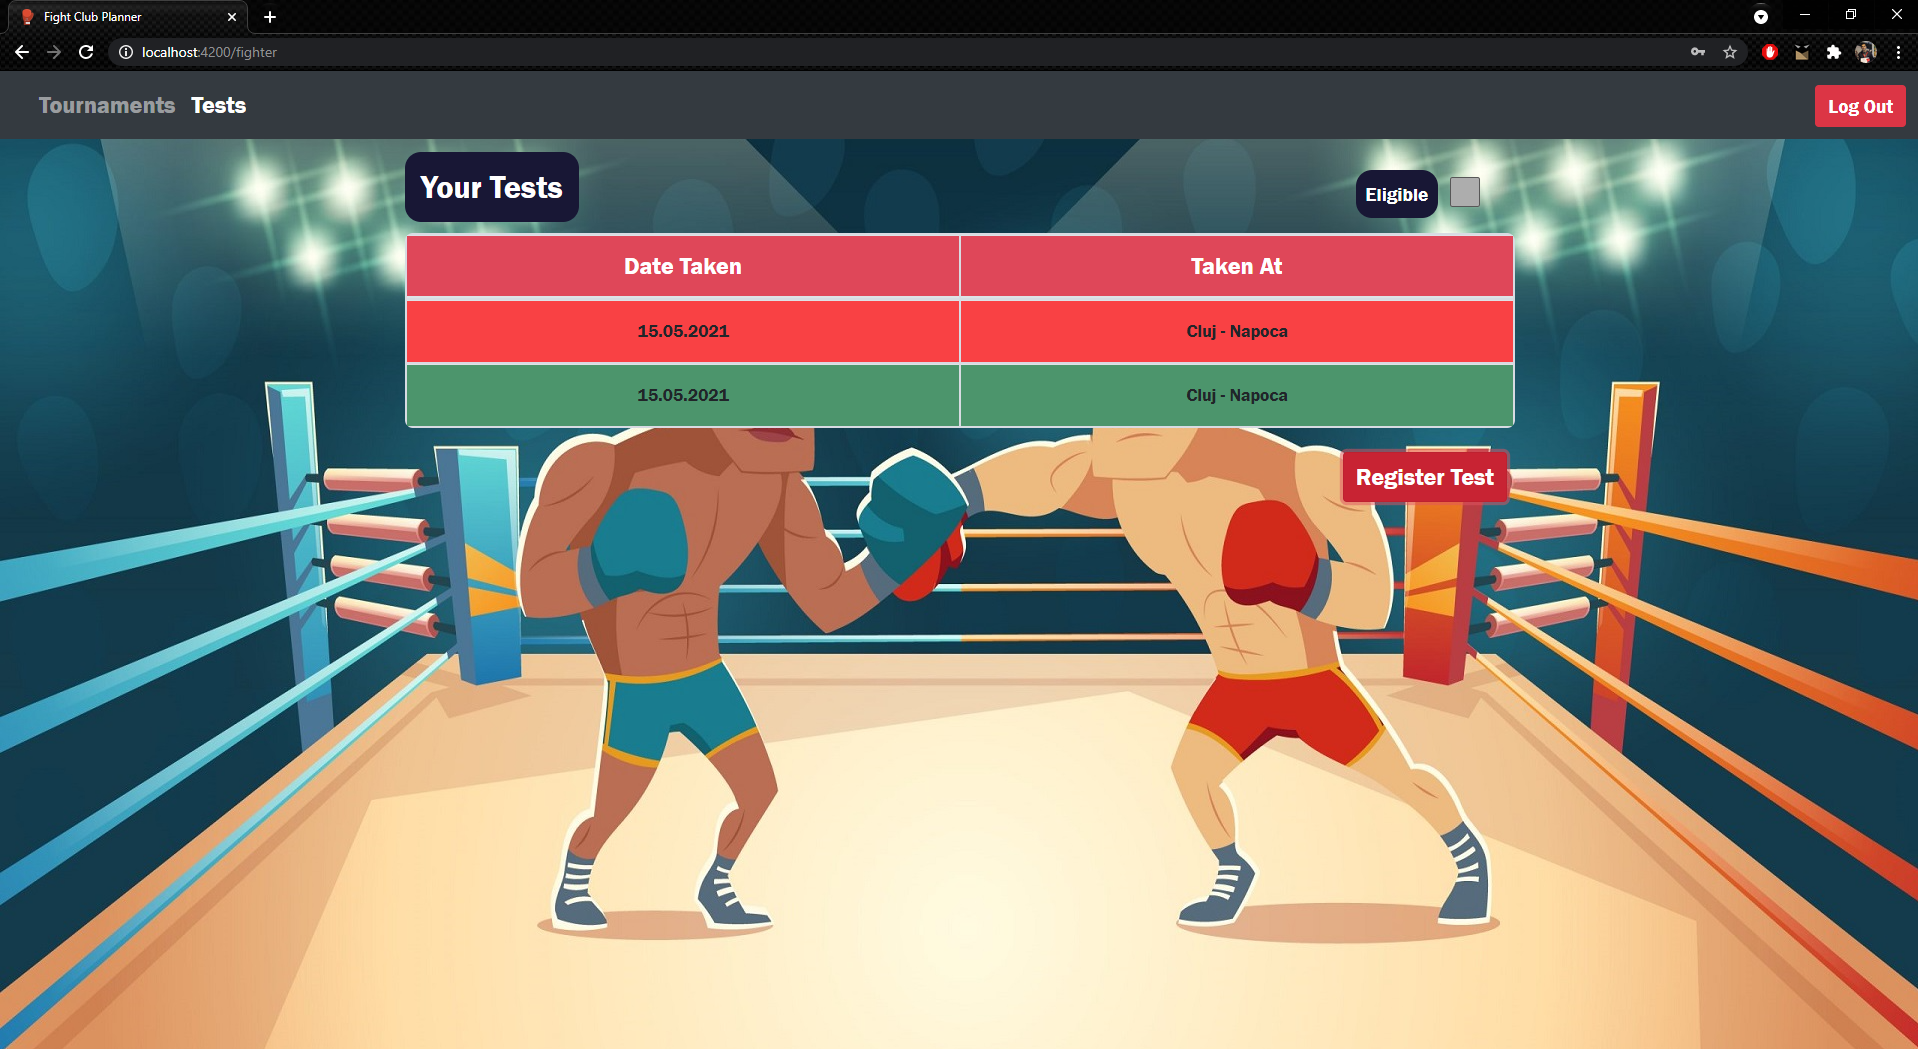 Fight Club Planner
localhost:4200/fighter
Tournaments Tests
Log Out
Your Tests
Eligible
Date Taken Taken At
15.05.2021 Cluj - Napoca
15.05.2021 Cluj - Napoca
Register Test